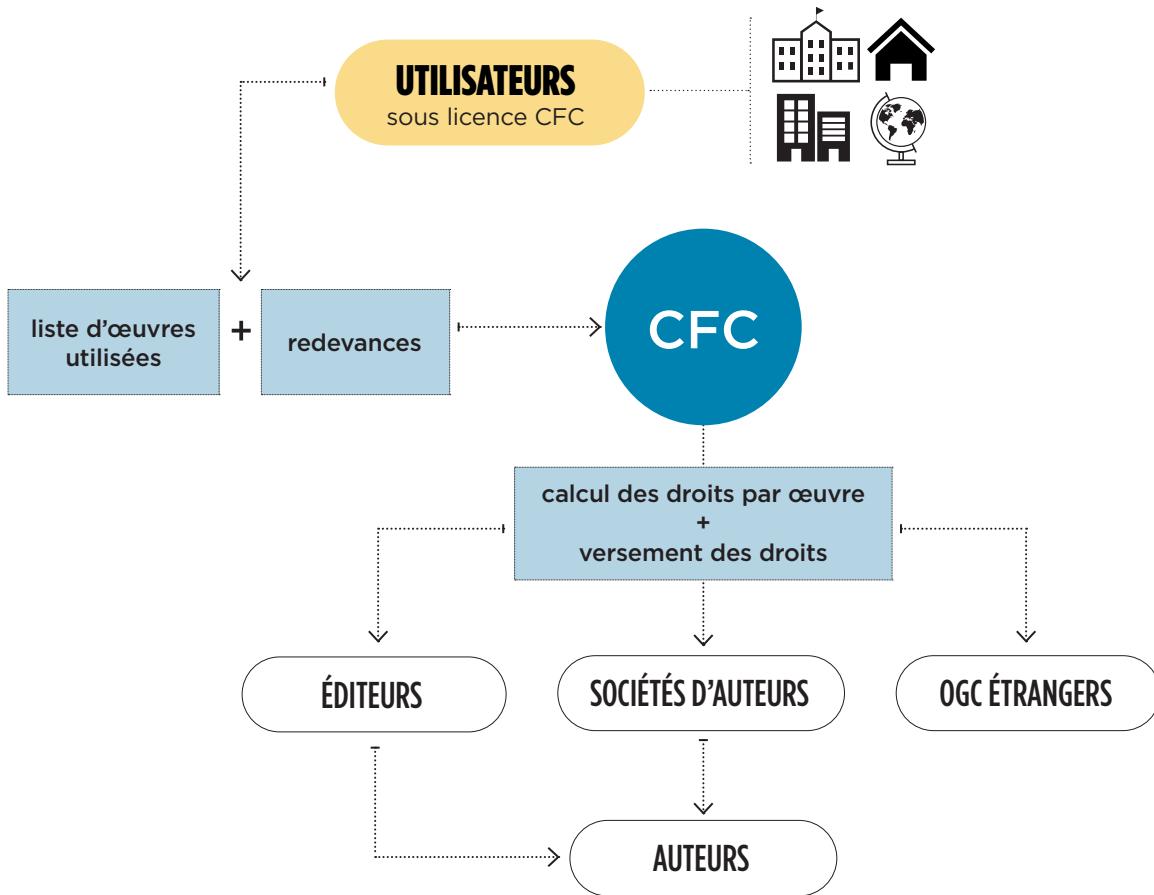 UTILISATEURS
sous licence CFC
liste d'œuvres
utilisées
+
redevances
CFC
calcul des droits par œuvre
+
versement des droits
ÉDITEURS
SOCIÉTÉS D'AUTEURS
OGC ÉTRANGERS
AUTEURS